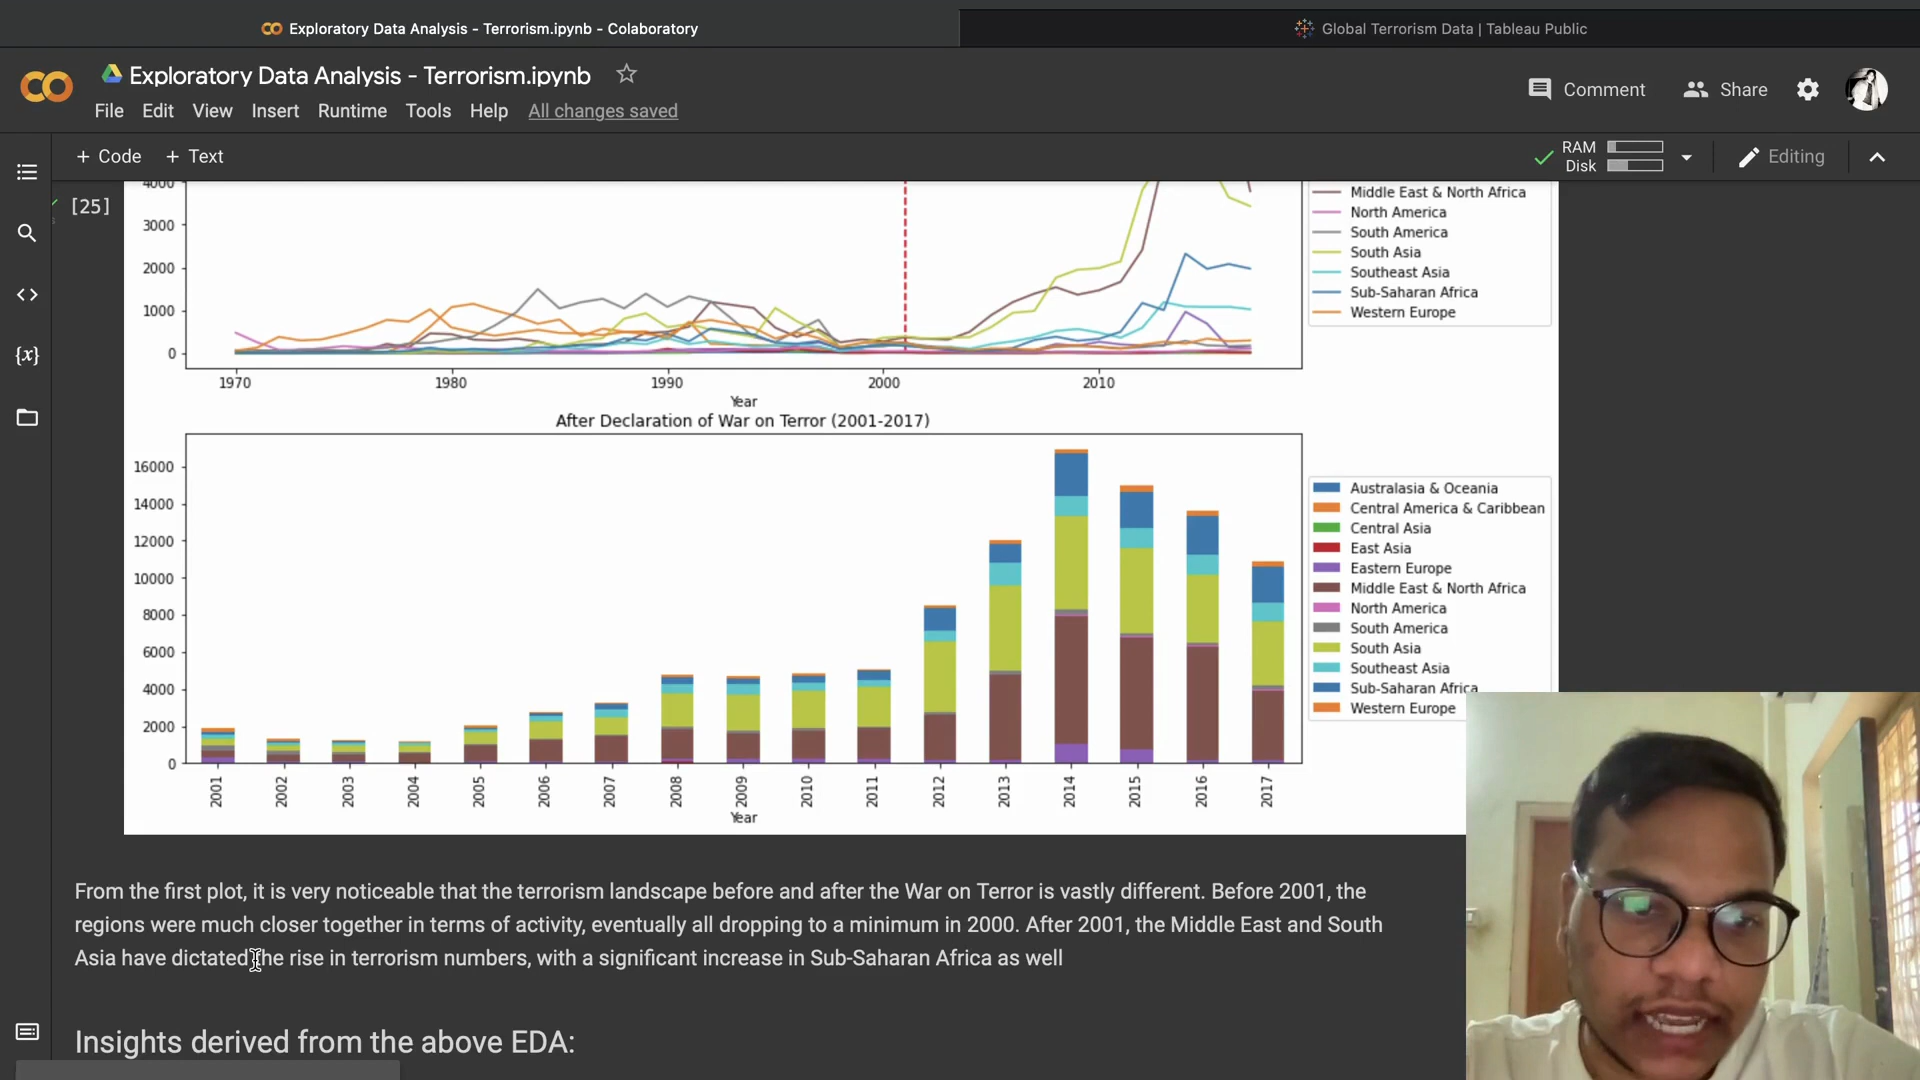 Exploratory Data Analysis - Terrorism.ipynb - Colaboratory
Global Terrorism Data | Tableau Public
Exploratory Data Analysis - Terrorism.ipynb
Comment
Share
File Edit View Insert Runtime Tools Help All changes saved
+ Code + Text
RAM
Disk
Editing
[25]
4000
3000
2000
1000
0
1970 1980 1990 2000 2010
Year
Middle East & North Africa
North America
South America
South Asia
Southeast Asia
Sub-Saharan Africa
Western Europe
After Declaration of War on Terror (2001-2017)
16000
14000
12000
10000
8000
6000
4000
2000
0
2001 2002 2003 2004 2005 2006 2007 2008 2009 2010 2011 2012 2013 2014 2015 2016 2017
Year
Australasia & Oceania
Central America & Caribbean
Central Asia
East Asia
Eastern Europe
Middle East & North Africa
North America
South America
South Asia
Southeast Asia
Sub-Saharan Africa
Western Europe
From the first plot, it is very noticeable that the terrorism landscape before and after the War on Terror is vastly different. Before 2001, the
regions were much closer together in terms of activity, eventually all dropping to a minimum in 2000. After 2001, the Middle East and South
Asia have dictated the rise in terrorism numbers, with a significant increase in Sub-Saharan Africa as well
Insights derived from the above EDA: